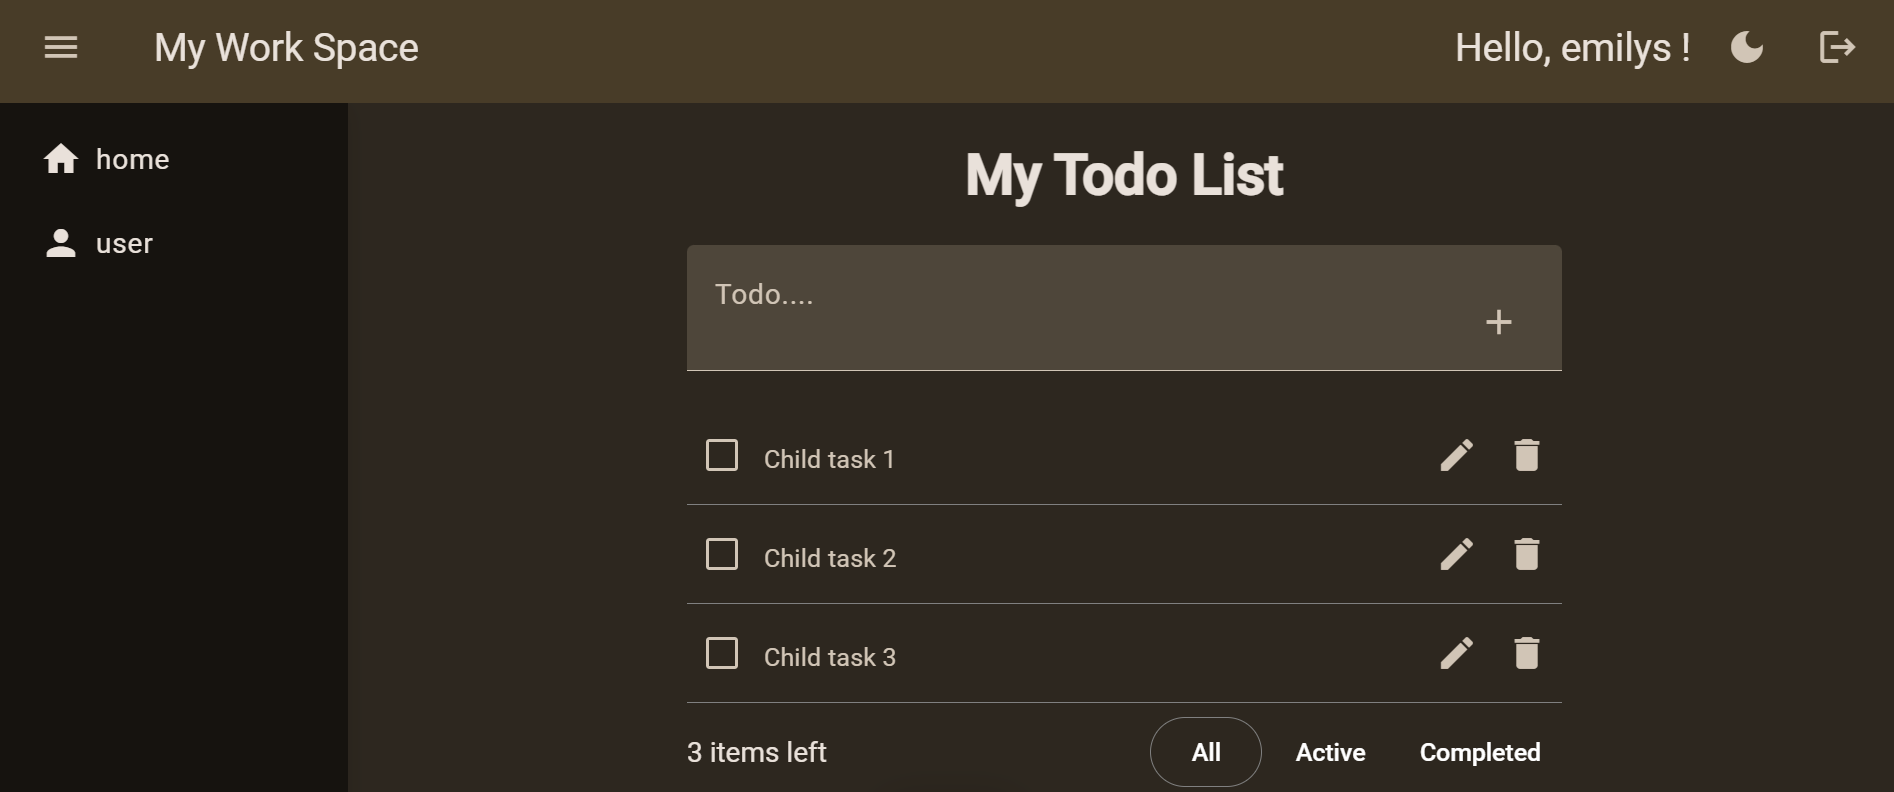 My Work Space
Hello, emilys !
home
user
My Todo List
Todo....
Child task 1
Child task 2
Child task 3
3 items left
All
Active
Completed